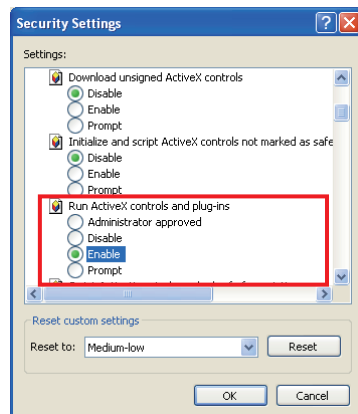 Security Settings
Settings:
Download unsigned ActiveX controls
Disable
Enable
Prompt
Initialize and script ActiveX controls not marked as safe
Disable
Enable
Prompt
Run ActiveX controls and plug-ins
Administrator approved
Disable
Enable
Prompt
Reset custom settings
Reset to: Medium-low Reset
OK Cancel